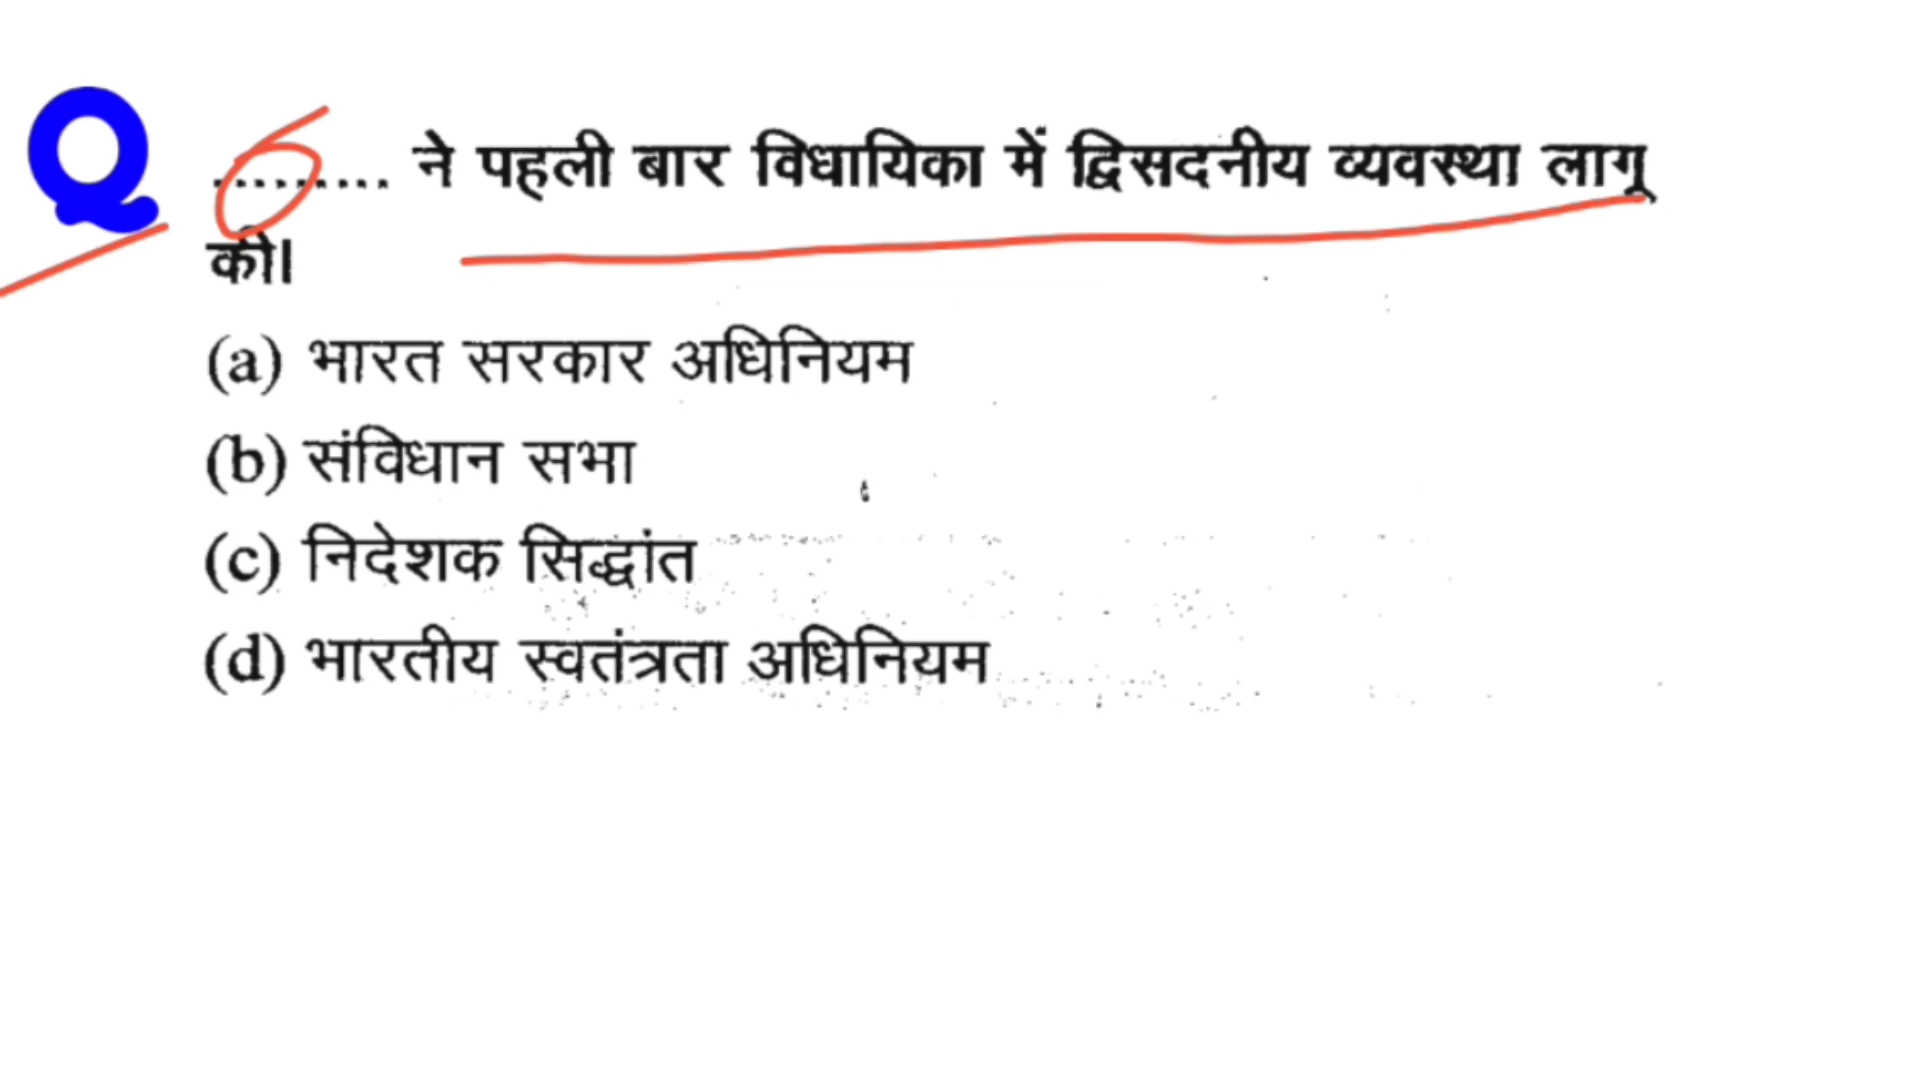 Q
......... ने पहली बार विधायिका में द्विसदनीय व्यवस्था लागू
की।
(a) भारत सरकार अधिनियम
(b) संविधान सभा
(c) निदेशक सिद्धांत
(d) भारतीय स्वतंत्रता अधिनियम